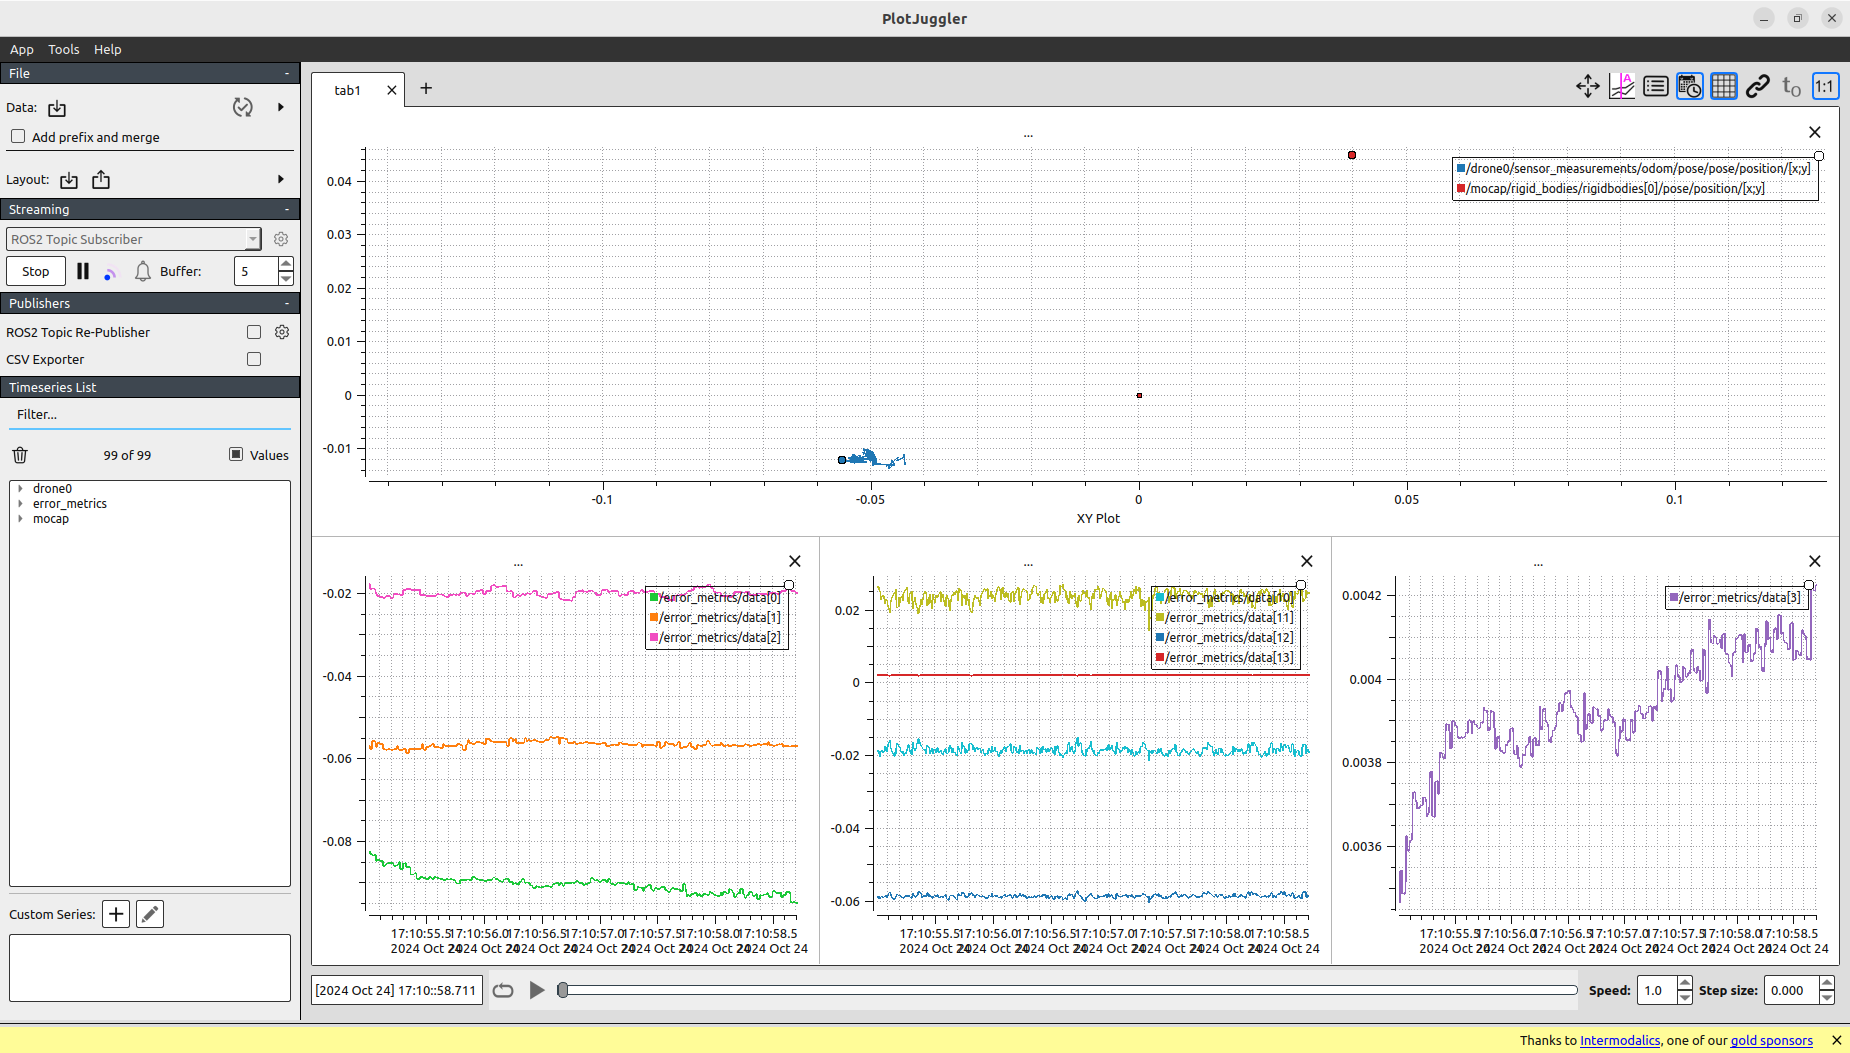 PlotJuggler
App Tools Help
File -
Data:
Add prefix and merge
Layout:
Streaming -
ROS2 Topic Subscriber
Stop Buffer: 5
Publishers -
ROS2 Topic Re-Publisher
CSV Exporter
Timeseries List
Filter...
99 of 99 Values
drone0
error_metrics
mocap
Custom Series:
tab1
A
t0 1:1
...
/drone0/sensor_measurements/odom/pose/pose/position/[x;y]
/mocap/rigid_bodies/rigidbodies[0]/pose/position/[x;y]
0.04
0.03
0.02
0.01
0
-0.01
-0.1 -0.05 0 0.05 0.1
XY Plot
...
/error_metrics/data[0]
/error_metrics/data[1]
/error_metrics/data[2]
-0.02
-0.04
-0.06
-0.08
17:10:55.5 17:10:56.0 17:10:56.5 17:10:57.0 17:10:57.5 17:10:58.0 17:10:58.5
2024 Oct 24 2024 Oct 24 2024 Oct 24 2024 Oct 24 2024 Oct 24 2024 Oct 24 2024 Oct 24
...
/error_metrics/data[10]
/error_metrics/data[11]
/error_metrics/data[12]
/error_metrics/data[13]
0.02
0
-0.02
-0.04
-0.06
17:10:55.5 17:10:56.0 17:10:56.5 17:10:57.0 17:10:57.5 17:10:58.0 17:10:58.5
2024 Oct 24 2024 Oct 24 2024 Oct 24 2024 Oct 24 2024 Oct 24 2024 Oct 24 2024 Oct 24
...
/error_metrics/data[3]
0.0042
0.004
0.0038
0.0036
17:10:55.5 17:10:56.0 17:10:56.5 17:10:57.0 17:10:57.5 17:10:58.0 17:10:58.5
2024 Oct 24 2024 Oct 24 2024 Oct 24 2024 Oct 24 2024 Oct 24 2024 Oct 24 2024 Oct 24
[2024 Oct 24] 17:10::58.711
Speed: 1.0 Step size: 0.000
Thanks to Intermodalics, one of our gold sponsors